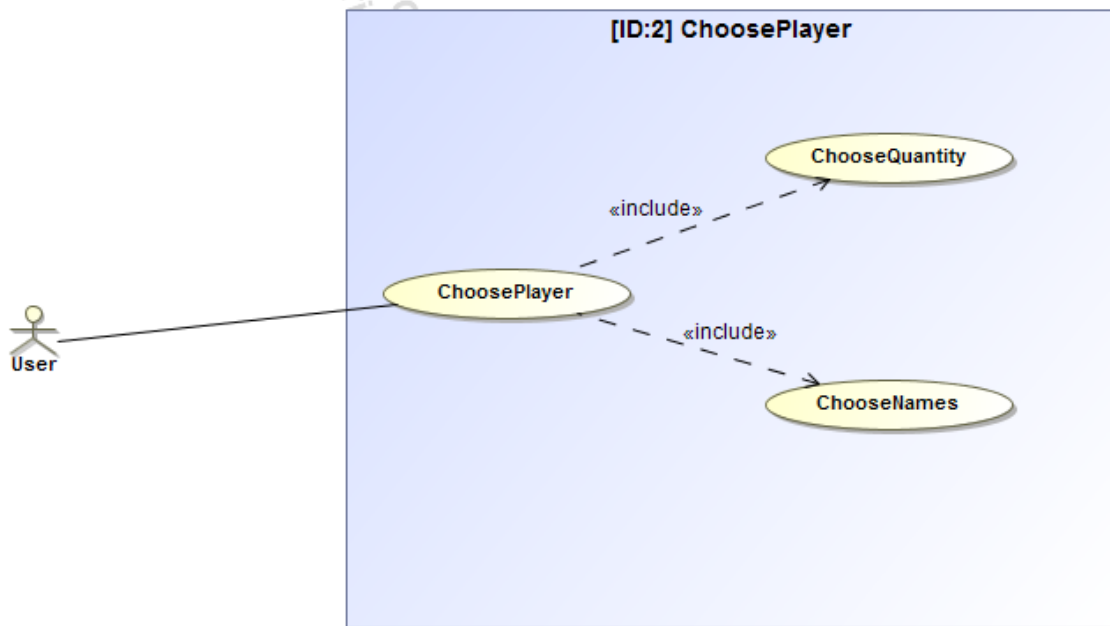 [ID:2] ChoosePlayer
ChooseQuantity
«include»
ChoosePlayer
«include»
User
ChooseNames